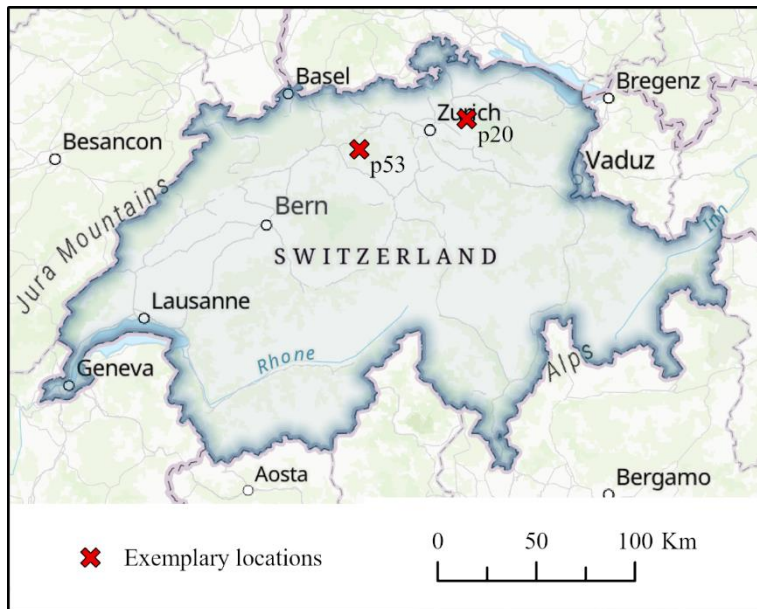 Basel
Bregenz
Zurich
p20
Besancon
p53
Vaduz
Jura Mountains
Bern
Inn
SWITZERLAND
Lausanne
Rhone
Alps
Geneva
Aosta
Bergamo
Exemplary locations
0 50 100 Km